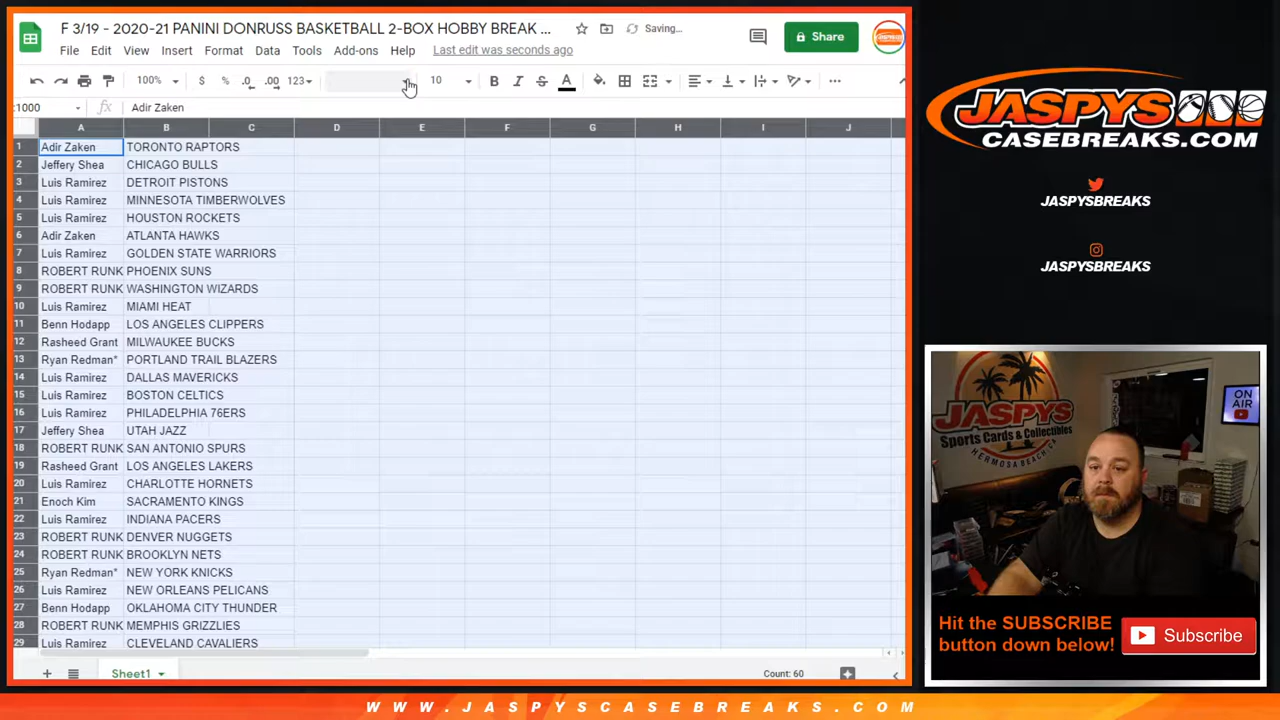 F 3/19 - 2020-21 PANINI DONRUSS BASKETBALL 2-BOX HOBBY BREAK ...
Saving...
Share
File Edit View Insert Format Data Tools Add-ons Help Last edit was seconds ago
100% $ % .0 .00 123 10 B I S A
:1000 fx Adir Zaken
A B C D E F G H I J
1 Adir Zaken TORONTO RAPTORS
2 Jeffery Shea CHICAGO BULLS
3 Luis Ramirez DETROIT PISTONS
4 Luis Ramirez MINNESOTA TIMBERWOLVES
5 Luis Ramirez HOUSTON ROCKETS
6 Adir Zaken ATLANTA HAWKS
7 Luis Ramirez GOLDEN STATE WARRIORS
8 ROBERT RUNK PHOENIX SUNS
9 ROBERT RUNK WASHINGTON WIZARDS
10 Luis Ramirez MIAMI HEAT
11 Benn Hodapp LOS ANGELES CLIPPERS
12 Rasheed Grant MILWAUKEE BUCKS
13 Ryan Redman* PORTLAND TRAIL BLAZERS
14 Luis Ramirez DALLAS MAVERICKS
15 Luis Ramirez BOSTON CELTICS
16 Luis Ramirez PHILADELPHIA 76ERS
17 Jeffery Shea UTAH JAZZ
18 ROBERT RUNK SAN ANTONIO SPURS
19 Rasheed Grant LOS ANGELES LAKERS
20 Luis Ramirez CHARLOTTE HORNETS
21 Enoch Kim SACRAMENTO KINGS
22 Luis Ramirez INDIANA PACERS
23 ROBERT RUNK DENVER NUGGETS
24 ROBERT RUNK BROOKLYN NETS
25 Ryan Redman* NEW YORK KNICKS
26 Luis Ramirez NEW ORLEANS PELICANS
27 Benn Hodapp OKLAHOMA CITY THUNDER
28 ROBERT RUNK MEMPHIS GRIZZLIES
29 Luis Ramirez CLEVELAND CAVALIERS
Sheet1
Count: 60
JASPYS
CASEBREAKS.COM
JASPYSBREAKS
JASPYSBREAKS
JASPYS
Sports Cards & Collectibles
HERMOSA BEACH, CA
ON AIR
Hit the SUBSCRIBE
button down below!
Subscribe
WWW.JASPYSCASEBREAKS.COM